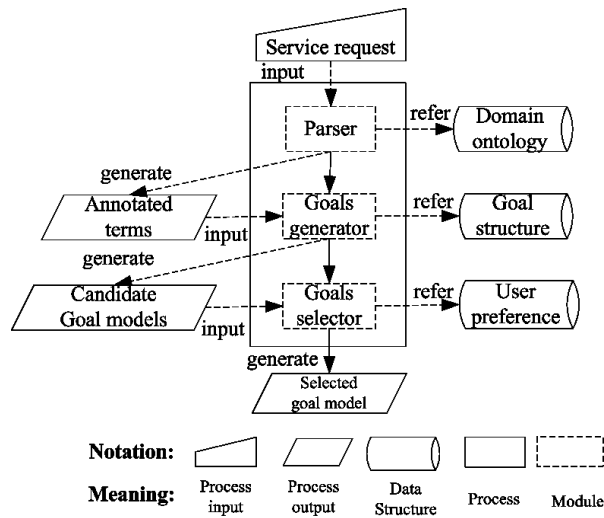 Service request
input
Parser
refer
Domain
ontology
generate
Annotated
terms
input
Goals
generator
refer
Goal
structure
generate
Candidate
Goal models
input
Goals
selector
refer
User
preference
generate
Selected
goal model
Notation:
Meaning:
Process
input
Process
output
Data
Structure
Process
Module